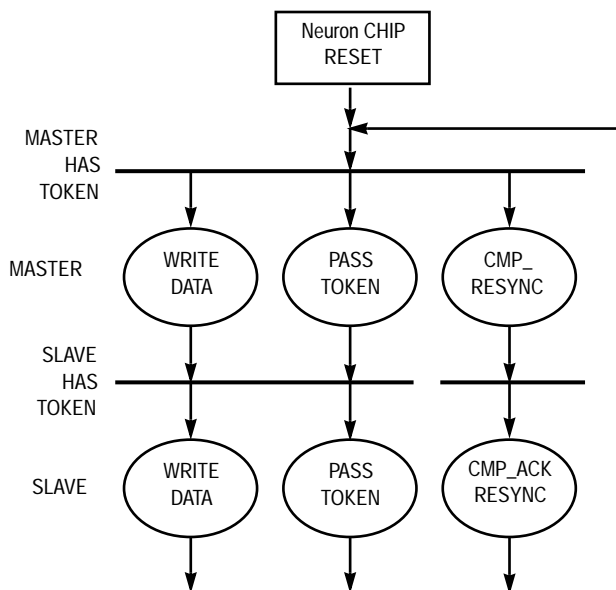 Neuron CHIP
RESET
MASTER
HAS
TOKEN
MASTER
WRITE
DATA
PASS
TOKEN
CMP_
RESYNC
SLAVE
HAS
TOKEN
SLAVE
WRITE
DATA
PASS
TOKEN
CMP_ACK
RESYNC